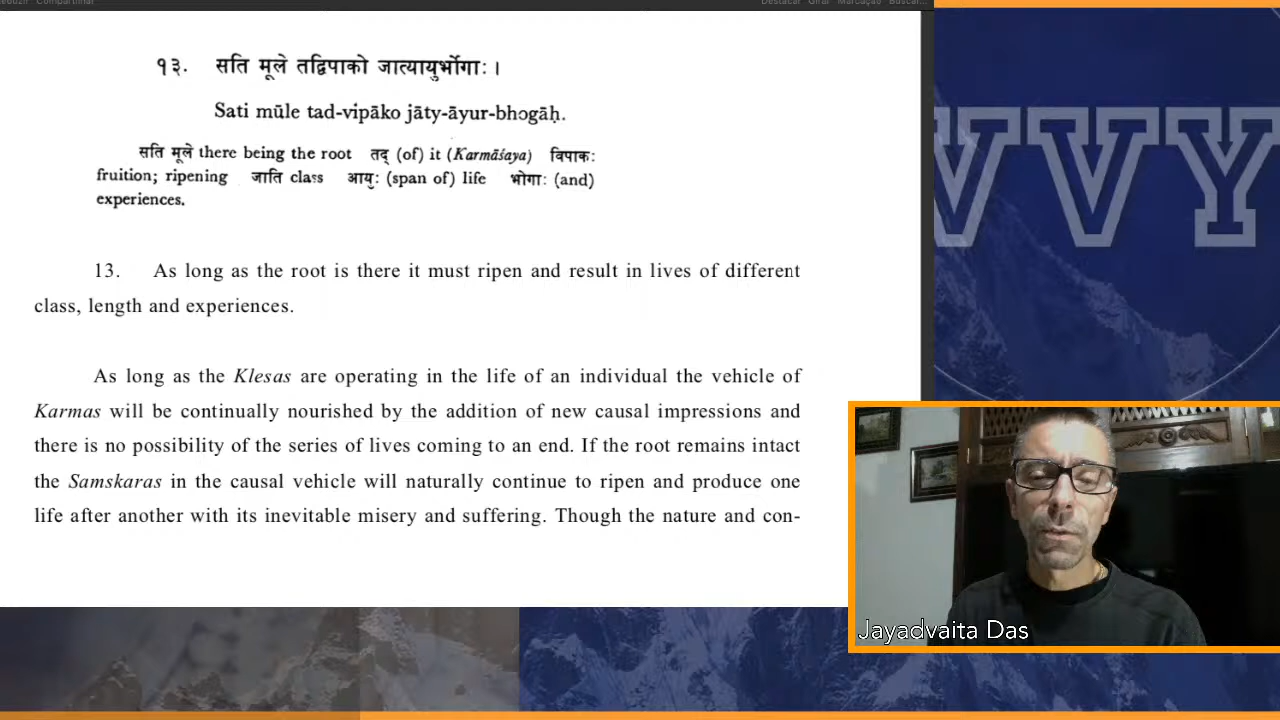 Compartilhar
Destacar Girar Marcação Buscar...
१३. सति मूले तद्विपाको जात्यायुर्भोगाः ।
Sati mūle tad-vipāko jāty-āyur-bhogāḥ.
सति मूले there being the root तद् (of) it (Karmāśaya) विपाकः
fruition; ripening जाति class आयुः (span of) life भोगाः (and)
experiences.
13. As long as the root is there it must ripen and result in lives of different
class, length and experiences.
As long as the Klesas are operating in the life of an individual the vehicle of
Karmas will be continually nourished by the addition of new causal impressions and
there is no possibility of the series of lives coming to an end. If the root remains intact
the Samskaras in the causal vehicle will naturally continue to ripen and produce one
life after another with its inevitable misery and suffering. Though the nature and con-
VVY
Jayadvaita Das